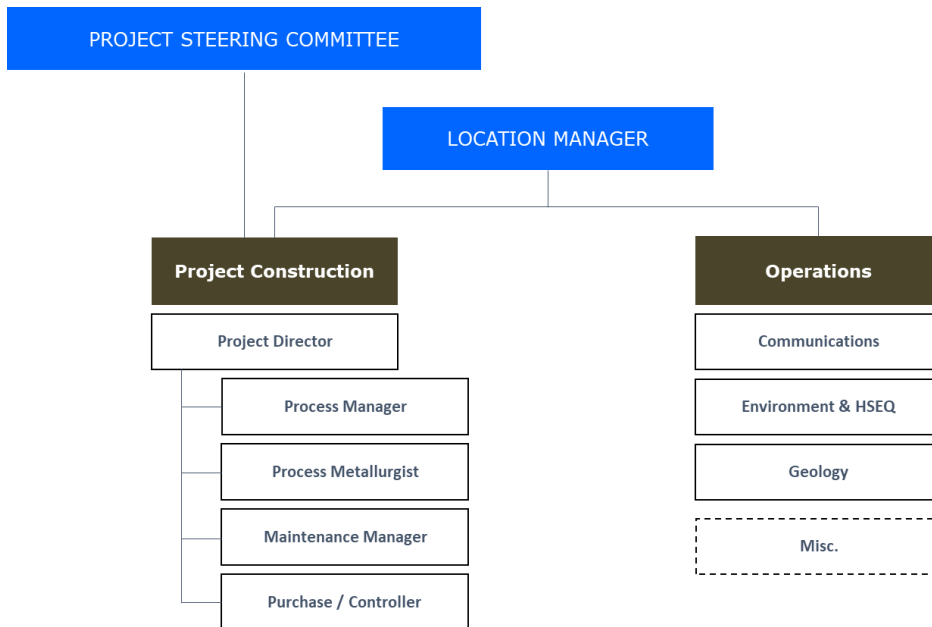 PROJECT STEERING COMMITTEE
LOCATION MANAGER
Project Construction
Project Director
Process Manager
Process Metallurgist
Maintenance Manager
Purchase / Controller
Operations
Communications
Environment & HSEQ
Geology
Misc.